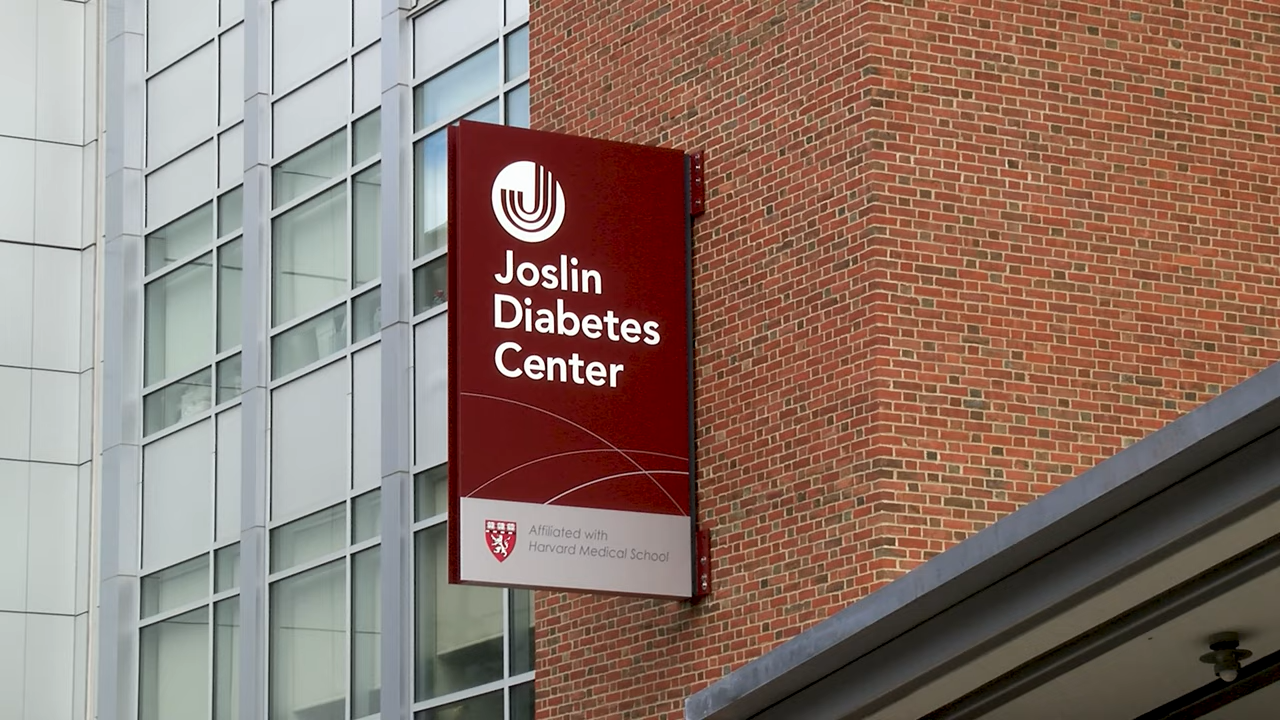 Joslin
Diabetes
Center
Affiliated with
Harvard Medical School